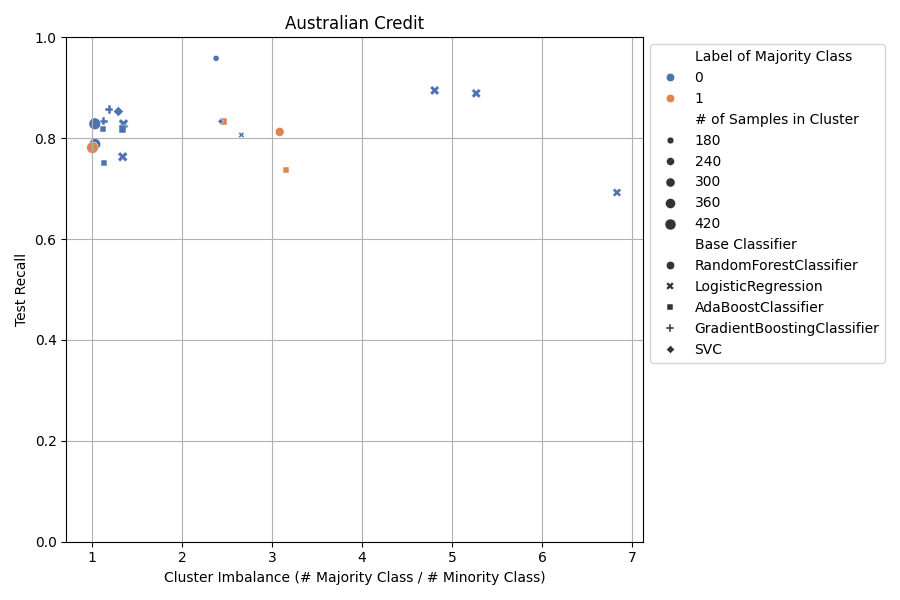 Australian Credit
1.0
0.8
0.6
0.4
0.2
0.0
Test Recall
1 2 3 4 5 6 7
Cluster Imbalance (# Majority Class / # Minority Class)
Label of Majority Class
0
1
# of Samples in Cluster
180
240
300
360
420
Base Classifier
RandomForestClassifier
LogisticRegression
AdaBoostClassifier
GradientBoostingClassifier
SVC